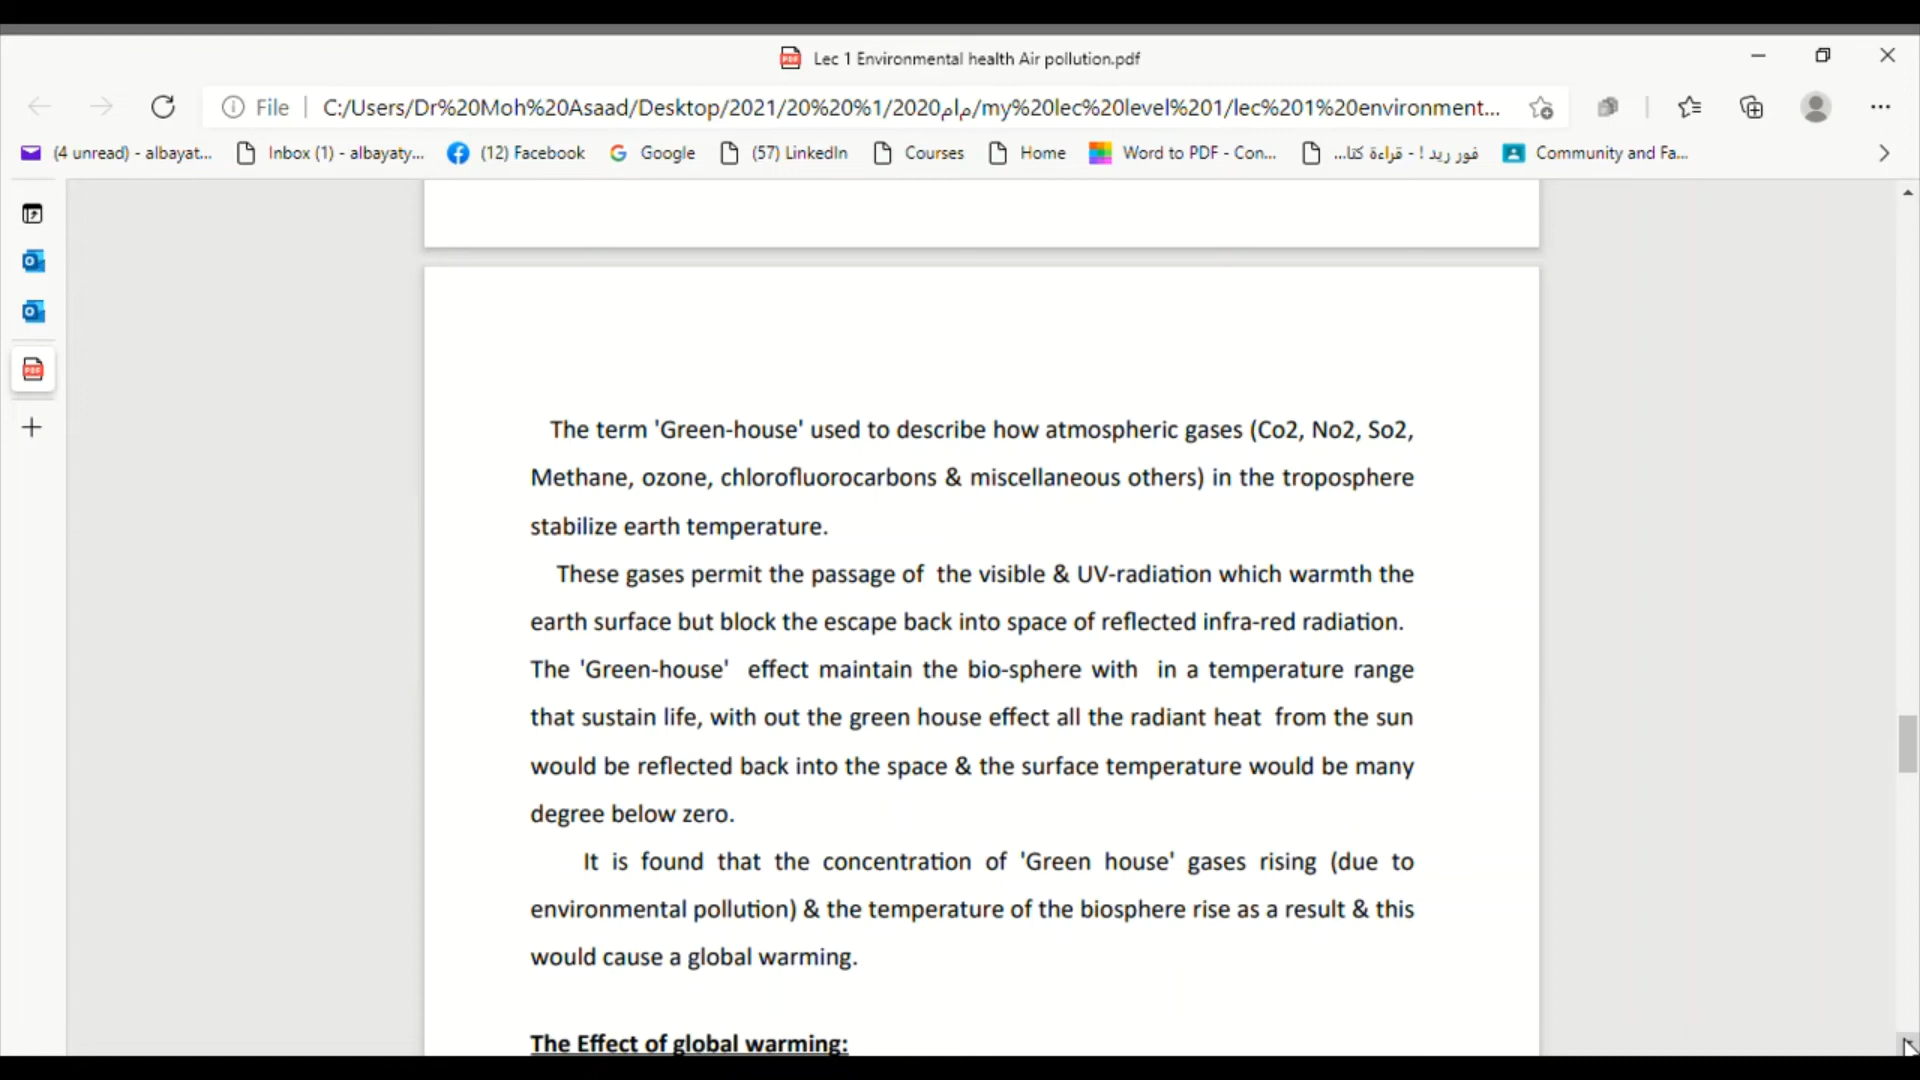 Lec 1 Environmental health Air pollution.pdf
File C:/Users/Dr%20Moh%20Asaad/Desktop/2021/20%20%1/2020مام/my%20lec%20level%201/lec%201%20environment...
(4 unread) - albayat... Inbox (1) - albayaty... (12) Facebook Google (57) LinkedIn Courses Home Word to PDF - Con... فور ريد ! - قراءة كتا... Community and Fa...
The term 'Green-house' used to describe how atmospheric gases (Co2, No2, So2,
Methane, ozone, chlorofluorocarbons & miscellaneous others) in the troposphere
stabilize earth temperature.
These gases permit the passage of the visible & UV-radiation which warmth the
earth surface but block the escape back into space of reflected infra-red radiation.
The 'Green-house' effect maintain the bio-sphere with in a temperature range
that sustain life, with out the green house effect all the radiant heat from the sun
would be reflected back into the space & the surface temperature would be many
degree below zero.
It is found that the concentration of 'Green house' gases rising (due to
environmental pollution) & the temperature of the biosphere rise as a result & this
would cause a global warming.
The Effect of global warming: